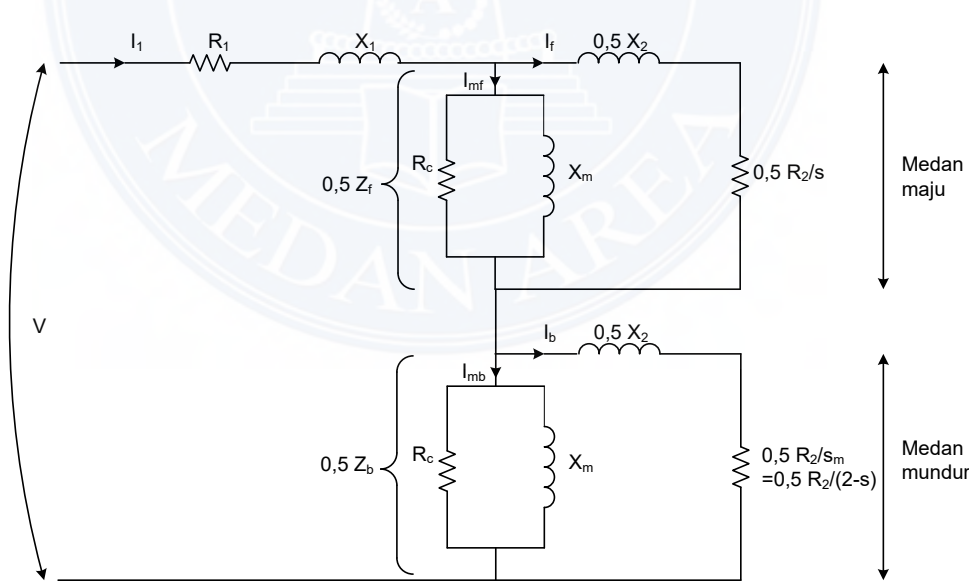 I1
R1
X1
If
0,5 X2
Imf
Rc
Xm
0,5 Zf
0,5 R2/s
Medan
maju
V
Ib
0,5 X2
Imb
Rc
Xm
0,5 Zb
0,5 R2/sm
=0,5 R2/(2-s)
Medan
mundur
MEDAN AREA